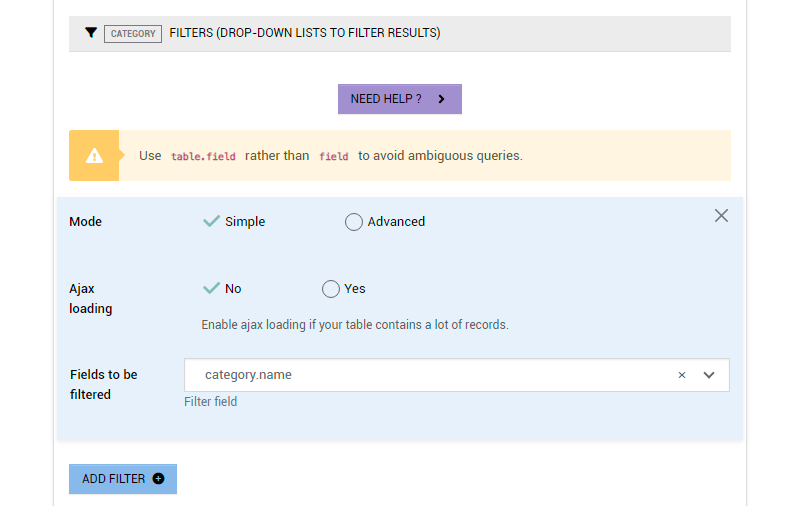 CATEGORY FILTERS (DROP-DOWN LISTS TO FILTER RESULTS)
NEED HELP ?
Use table.field rather than field to avoid ambiguous queries.
Mode Simple Advanced
Ajax loading No Yes
Enable ajax loading if your table contains a lot of records.
Fields to be filtered category.name
Filter field
ADD FILTER